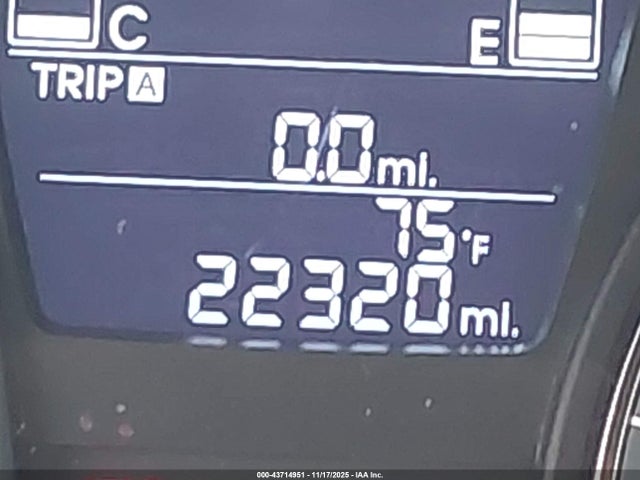 C E
TRIP A
0.0 mi.
75°F
22320 mi.
000-43714951 - 11/17/2025 - IAA Inc.